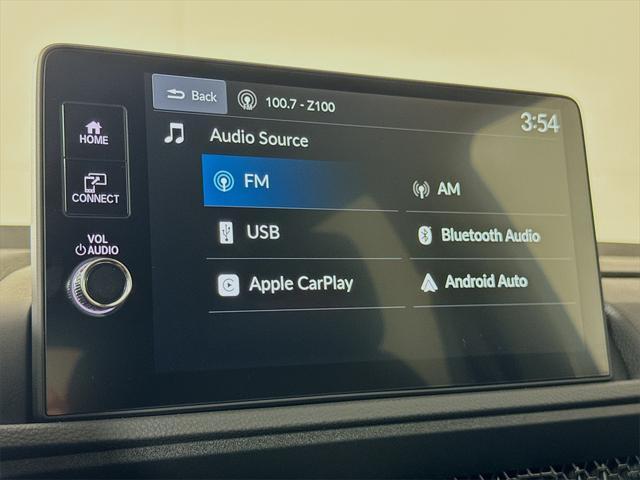 Back
FM
100.7 - Z100
3:54
HOME
Audio Source
FM
AM
CONNECT
USB
Bluetooth Audio
VOL
AUDIO
Apple CarPlay
Android Auto